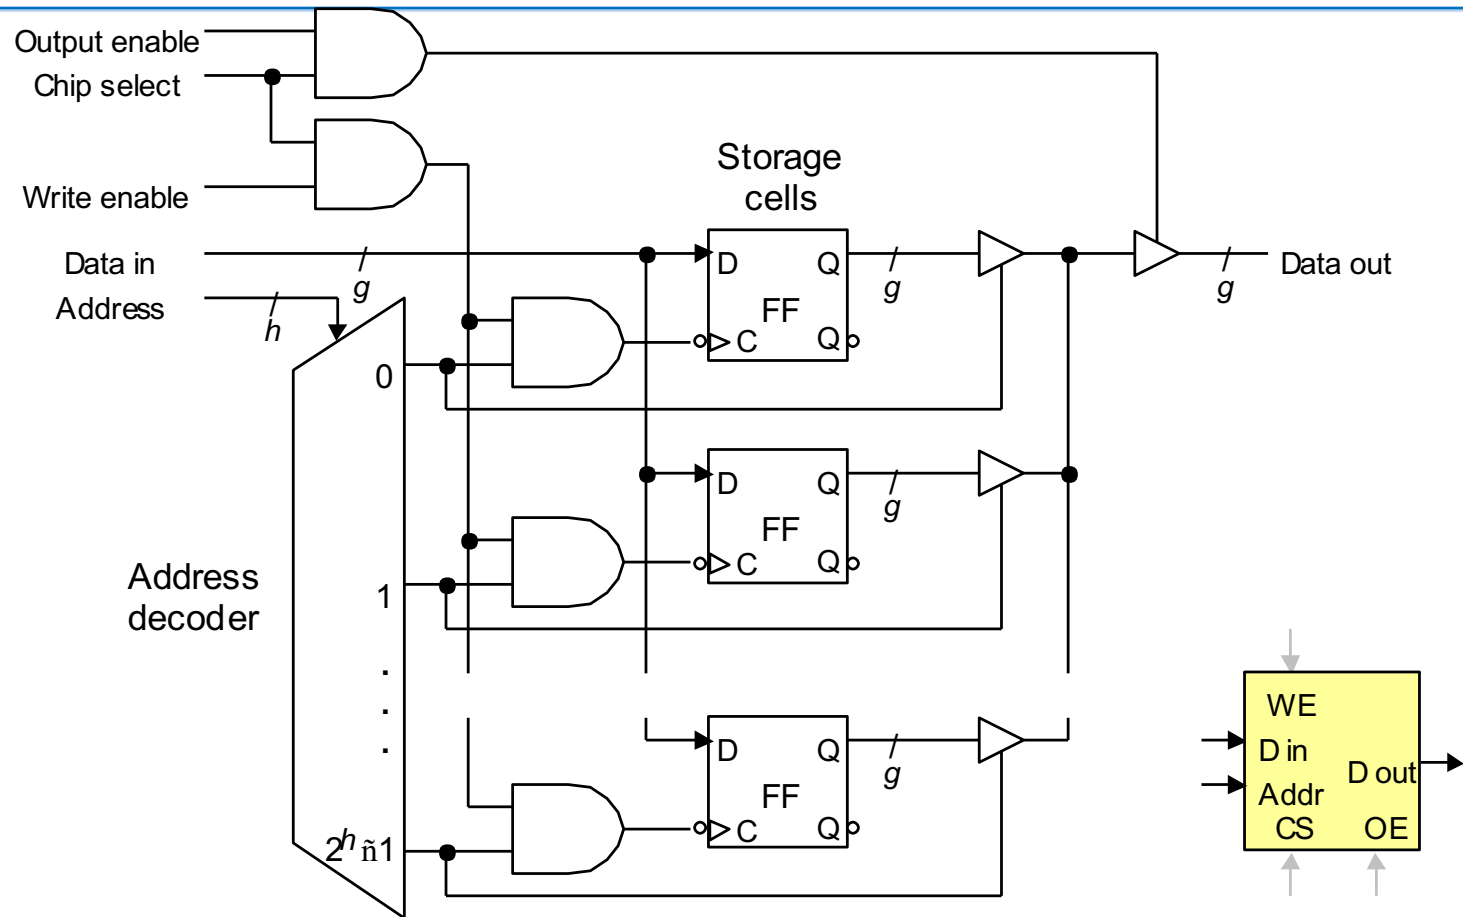 Output enable
Chip select
Write enable
Data in
Address
g
h
Storage
cells
D
Q
FF
C
Q
g
g
Data out
0
D
Q
FF
C
Q
g
Address
decoder
1
.
.
.
D
Q
FF
C
Q
g
2h ñ1
WE
D in
D out
Addr
CS
OE